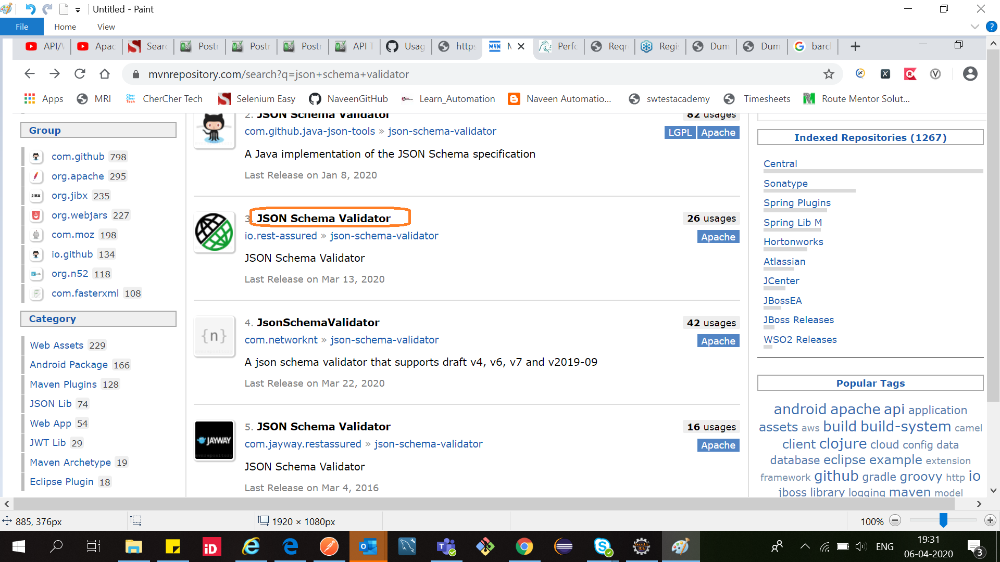 Untitled - Paint
File
Home
View
API/\
Apac
Searc
Postr
Postr
Postr
API T
Usag
https
Perfo
Reqr
Regis
Dum
Dum
barcl
mvnrepository.com/search?q=json+schema+validator
Apps
MRI
CherCher Tech
Selenium Easy
NaveenGitHub
Learn_Automation
Naveen Automatio...
swtestacademy
Timesheets
Route Mentor Solut...
Group
com.github 798
org.apache 295
org.jibx 235
org.webjars 227
com.moz 198
io.github 134
org.n52 118
com.fasterxml 108
Category
Web Assets 229
Android Package 166
Maven Plugins 128
JSON Lib 74
Web App 54
JWT Lib 29
Maven Archetype 19
Eclipse Plugin 18
2. JSON Schema Validator
82 usages
com.github.java-json-tools » json-schema-validator
LGPL Apache
A Java implementation of the JSON Schema specification
Last Release on Jan 8, 2020
3. JSON Schema Validator
26 usages
io.rest-assured » json-schema-validator
Apache
JSON Schema Validator
Last Release on Mar 13, 2020
{n}
4. JsonSchemaValidator
42 usages
com.networknt » json-schema-validator
Apache
A json schema validator that supports draft v4, v6, v7 and v2019-09
Last Release on Mar 22, 2020
JAYWAY
5. JSON Schema Validator
16 usages
com.jayway.restassured » json-schema-validator
Apache
JSON Schema Validator
Last Release on Mar 4, 2016
Indexed Repositories (1267)
Central
Sonatype
Spring Plugins
Spring Lib M
Hortonworks
Atlassian
JCenter
JBossEA
JBoss Releases
WSO2 Releases
Popular Tags
android apache api application
assets aws build build-system camel
client clojure cloud config data
database eclipse example extension
framework github gradle groovy http io
jboss library logging maven model
885, 376px
1920 × 1080px
100%
ENG
19:31
06-04-2020
3